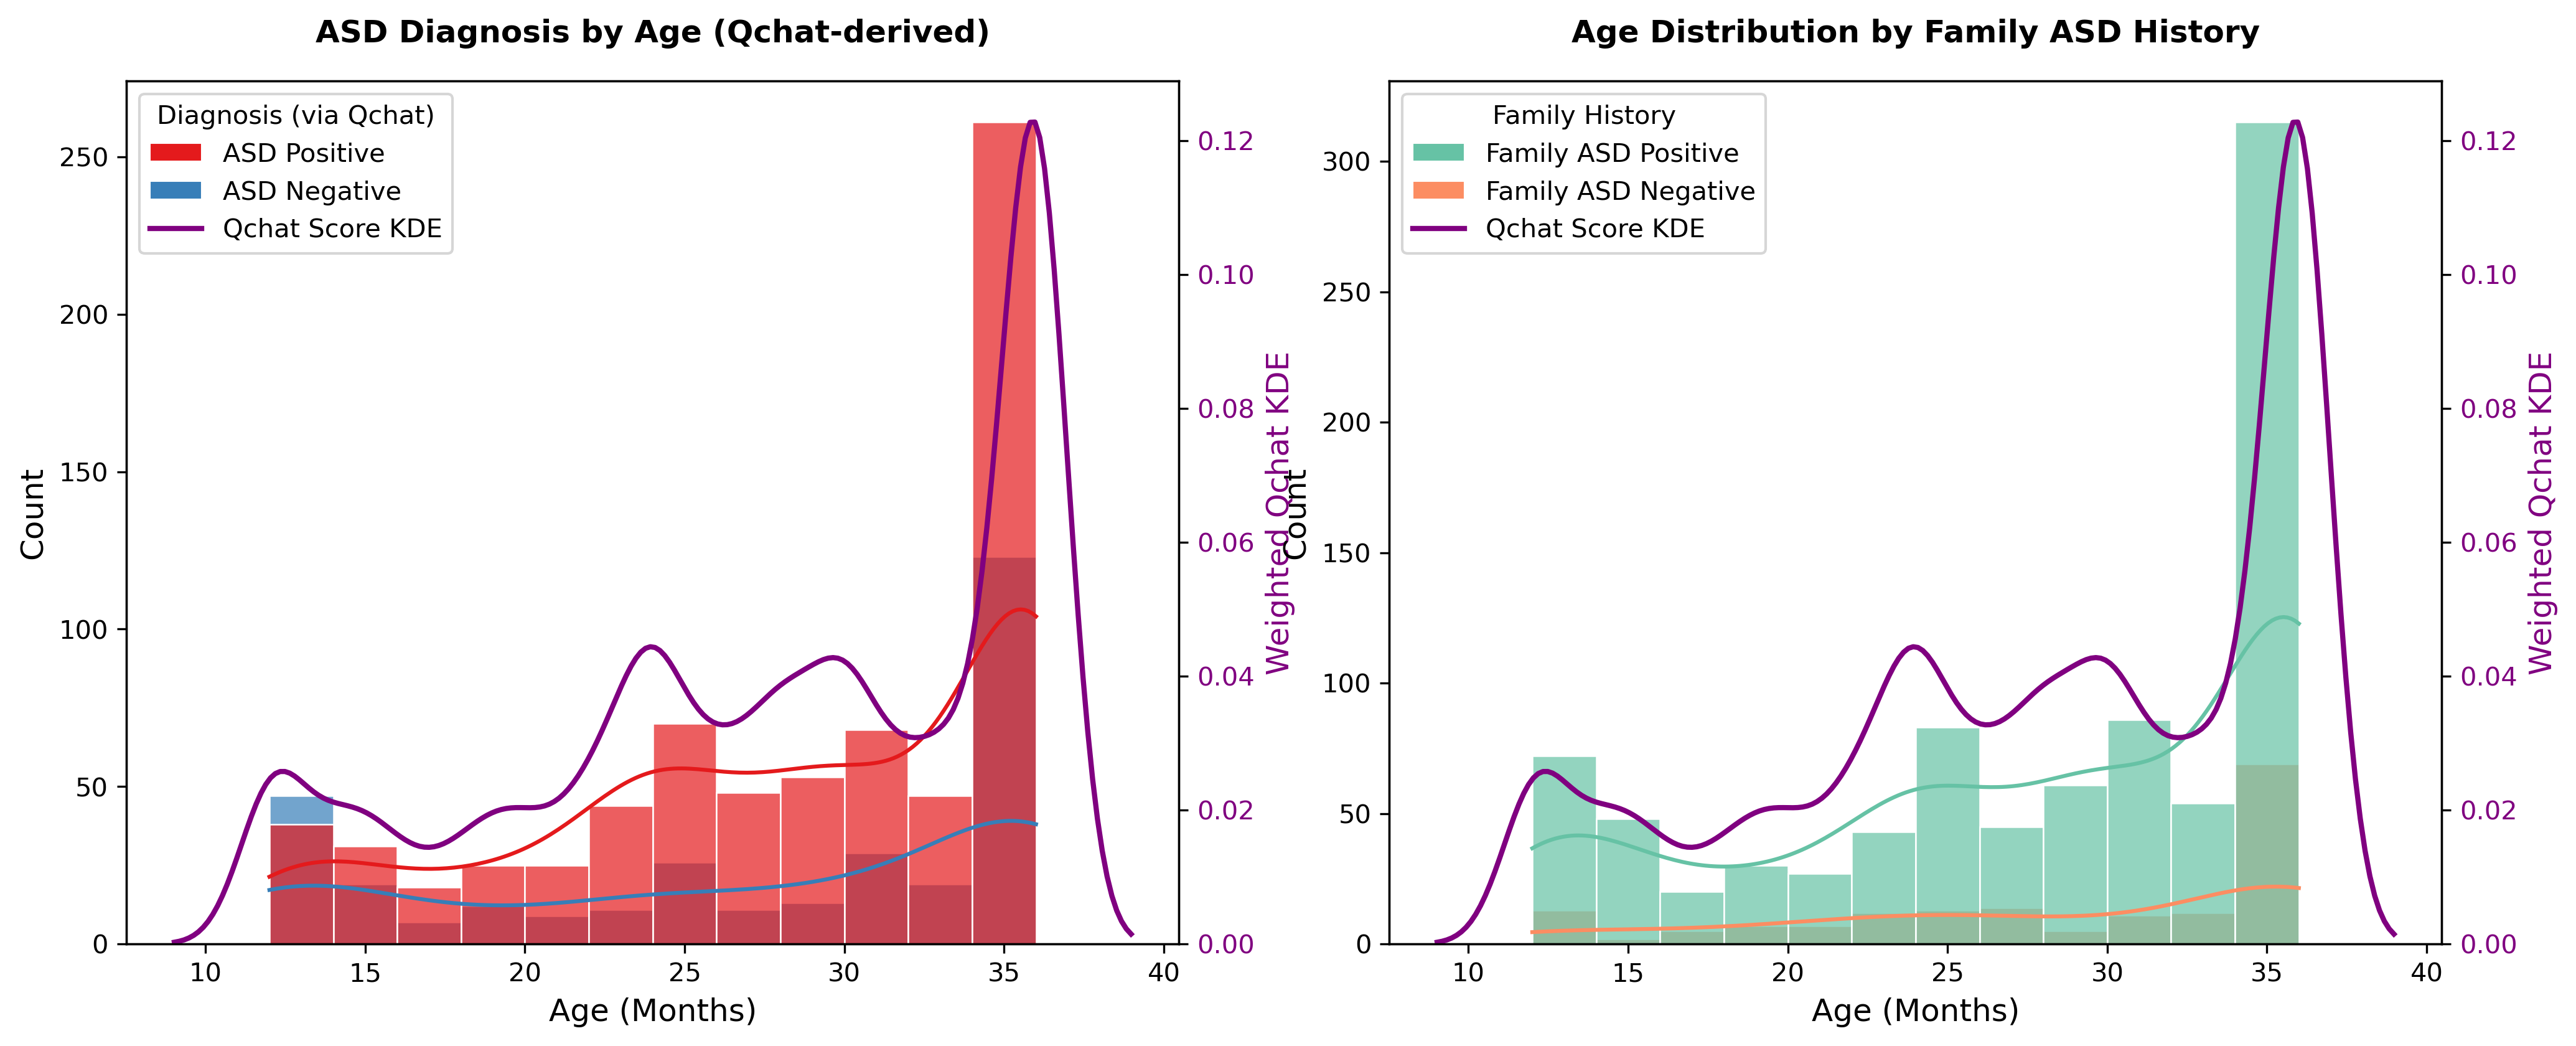 ASD Diagnosis by Age (Qchat-derived)
Diagnosis (via Qchat)
ASD Positive
ASD Negative
Qchat Score KDE
Count
0
50
100
150
200
250
10
15
20
25
30
35
40
Age (Months)
0.00
0.02
0.04
0.06
0.08
0.10
0.12
Weighted Qchat KDE
Age Distribution by Family ASD History
Family History
Family ASD Positive
Family ASD Negative
Qchat Score KDE
Count
0
50
100
150
200
250
300
10
15
20
25
30
35
40
Age (Months)
0.00
0.02
0.04
0.06
0.08
0.10
0.12
Weighted Qchat KDE